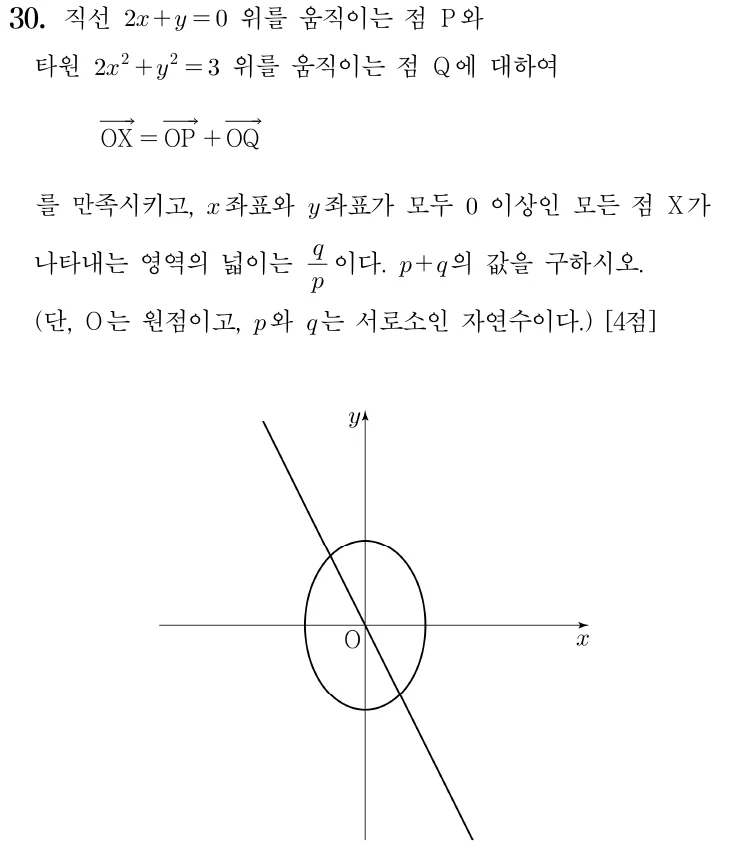 30. 직선 2x+y=0 위를 움직이는 점 P와
타원 2x²+y²=3 위를 움직이는 점 Q에 대하여
$\overrightarrow{OX}=\overrightarrow{OP}+\overrightarrow{OQ}$
를 만족시키고, x좌표와 y좌표가 모두 0 이상인 모든 점 X가
나타내는 영역의 넓이는 $\frac{q}{p}$이다. p+q의 값을 구하시오.
(단, O는 원점이고, p와 q는 서로소인 자연수이다.) [4점]
y
O
x